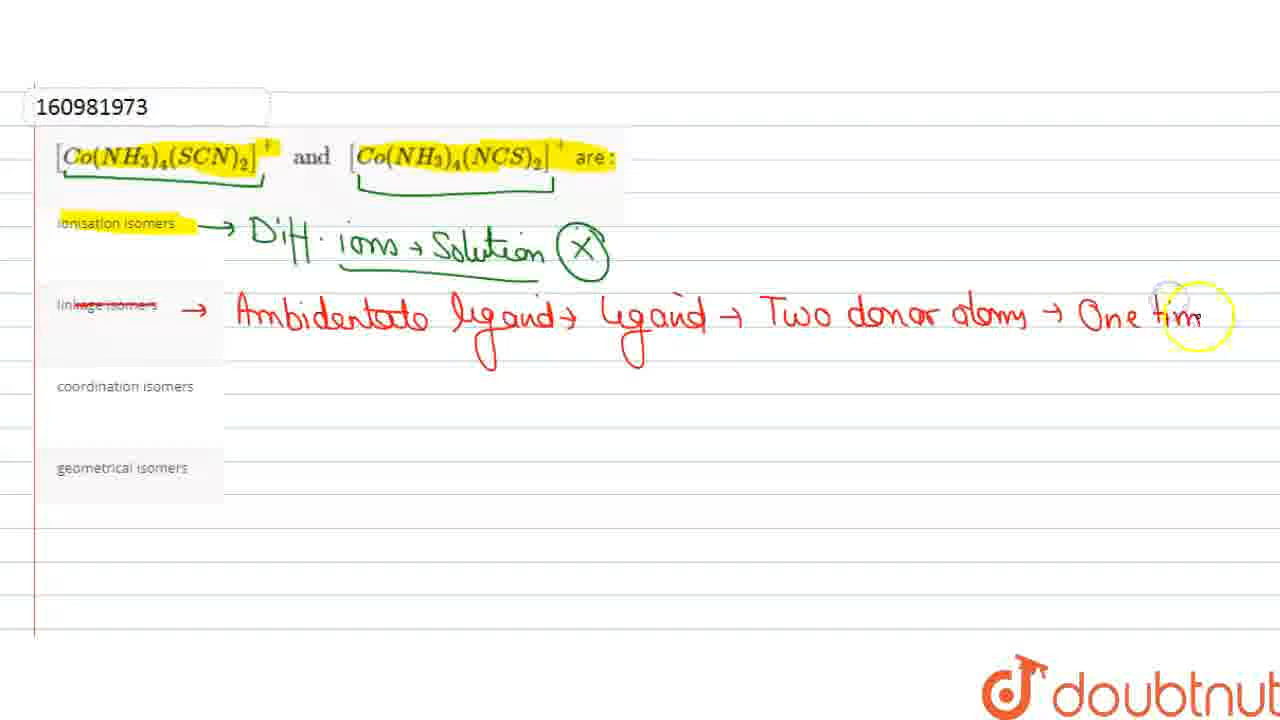 160981973
[Co(NH₃)₄(SCN)₂]⁺ and [Co(NH₃)₄(NCS)₂]⁺ are :
ionisation isomers → Diff. ions → Solution X
linkage isomers → Ambidentate ligand → ligand → Two donor atoms → One tim
coordination isomers
geometrical isomers
doubtnut